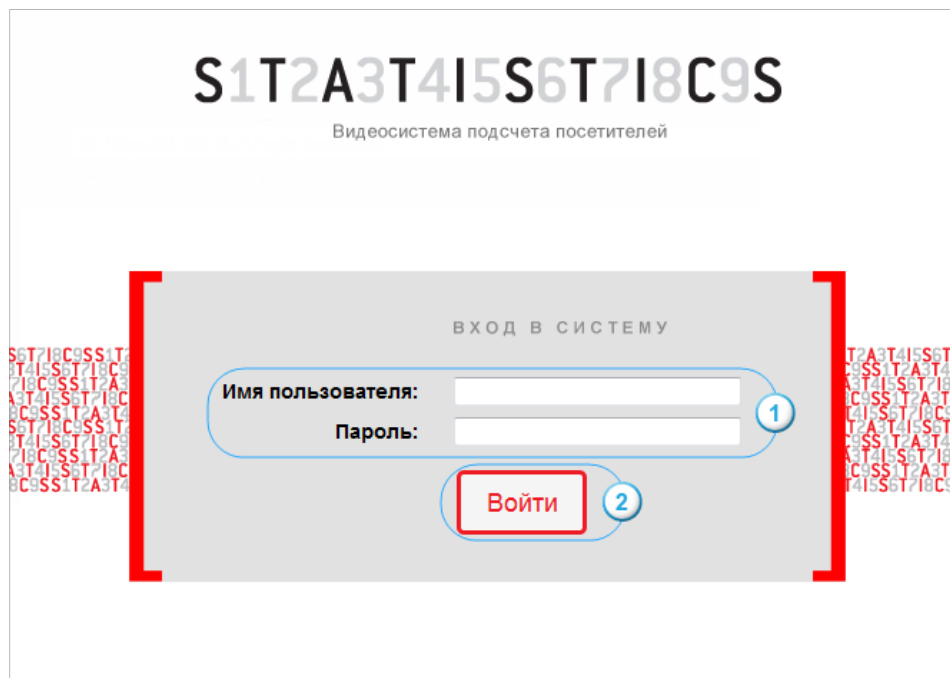 S1T2A3T4I5S6T7I8C9S
Видеосистема подсчета посетителей
ВХОД В СИСТЕМУ
Имя пользователя:
1
Пароль:
Войти
2